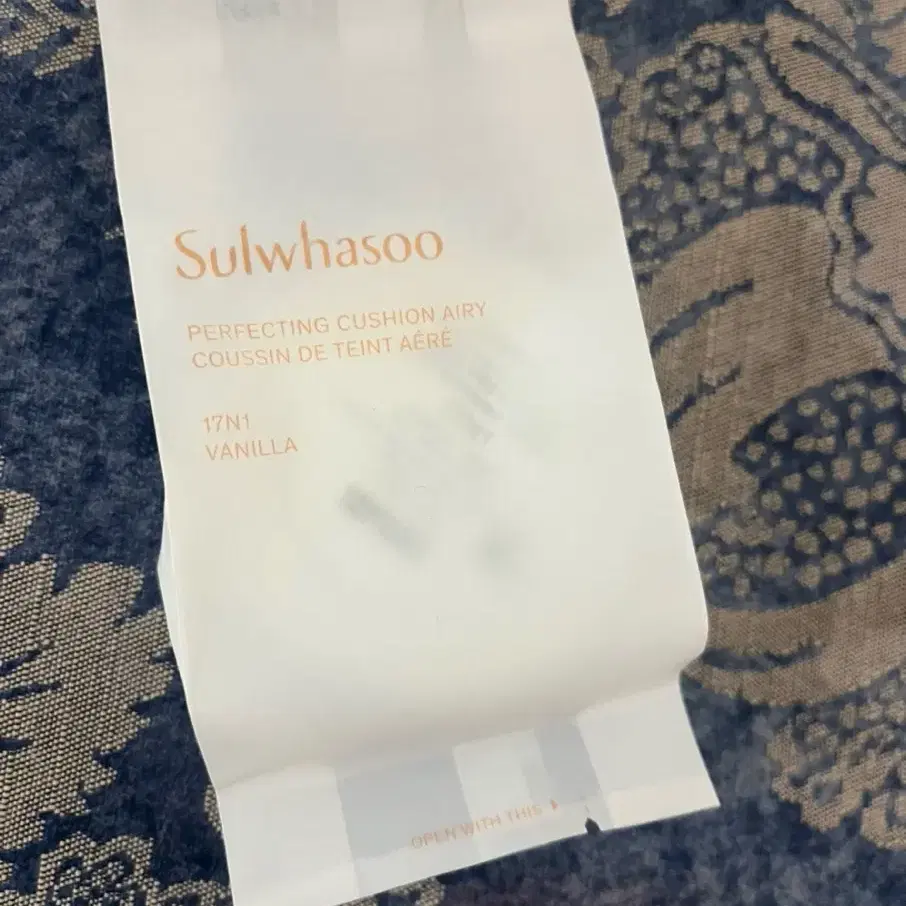 Sulwhasoo
PERFECTING CUSHION AIRY
COUSSIN DE TEINT AÉRÉ
17N1
VANILLA
OPEN WITH THIS